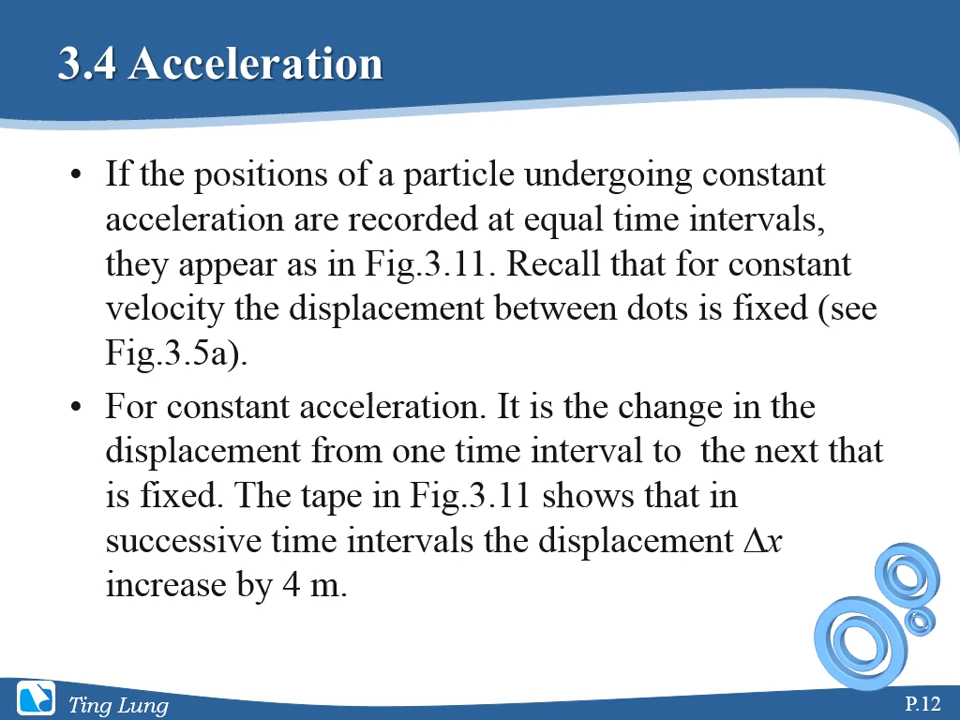 3.4 Acceleration
• If the positions of a particle undergoing constant
acceleration are recorded at equal time intervals,
they appear as in Fig.3.11. Recall that for constant
velocity the displacement between dots is fixed (see
Fig.3.5a).
• For constant acceleration. It is the change in the
displacement from one time interval to  the next that
is fixed. The tape in Fig.3.11 shows that in
successive time intervals the displacement Δx
increase by 4 m.
Ting Lung
P.12